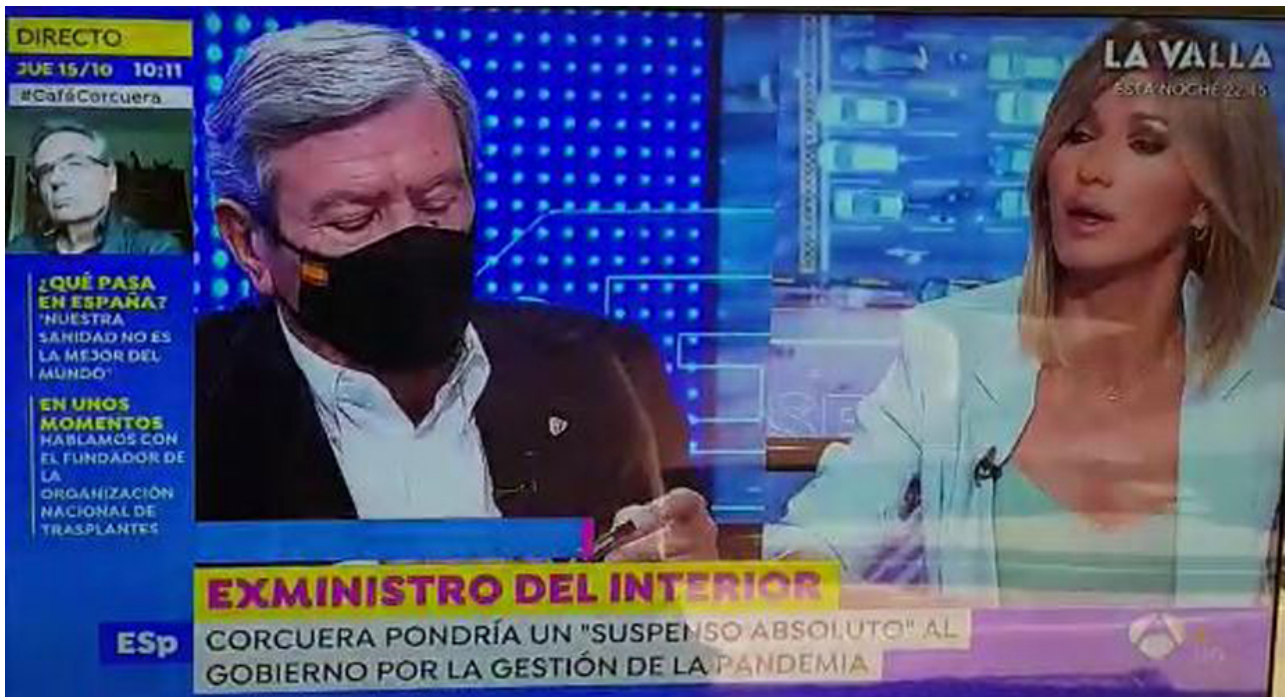 DIRECTO
JUE 15/10 10:11
#CaféCorcuera
¿QUÉ PASA
EN ESPAÑA?
"NUESTRA
SANIDAD NO ES
LA MEJOR DEL
MUNDO"
EN UNOS
MOMENTOS
HABLAMOS CON
EL FUNDADOR DE
LA
ORGANIZACIÓN
NACIONAL DE
TRASPLANTES
LA VALLA
ESTA NOCHE 22:45
EXMINISTRO DEL INTERIOR
ESp
CORCUERA PONDRÍA UN "SUSPENSO ABSOLUTO" AL
GOBIERNO POR LA GESTIÓN DE LA PANDEMIA